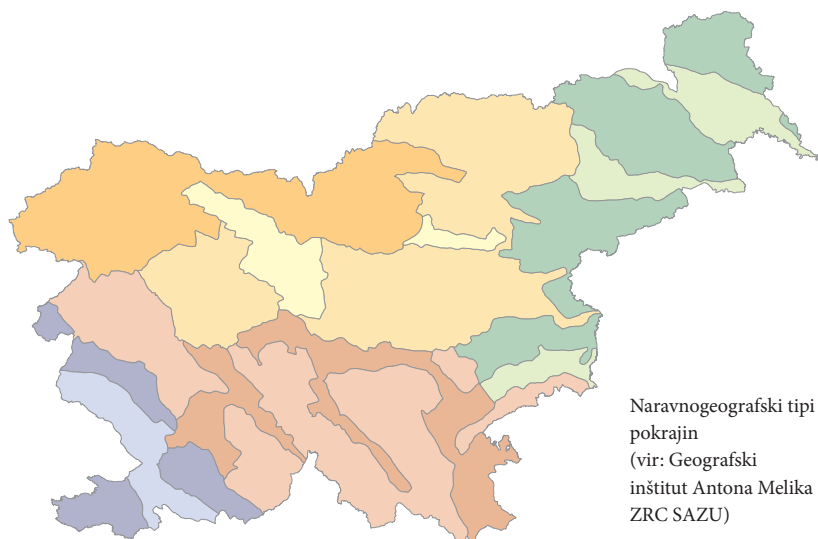 Naravnogeografski tipi
pokrajin
(vir: Geografski
inštitut Antona Melika
ZRC SAZU)